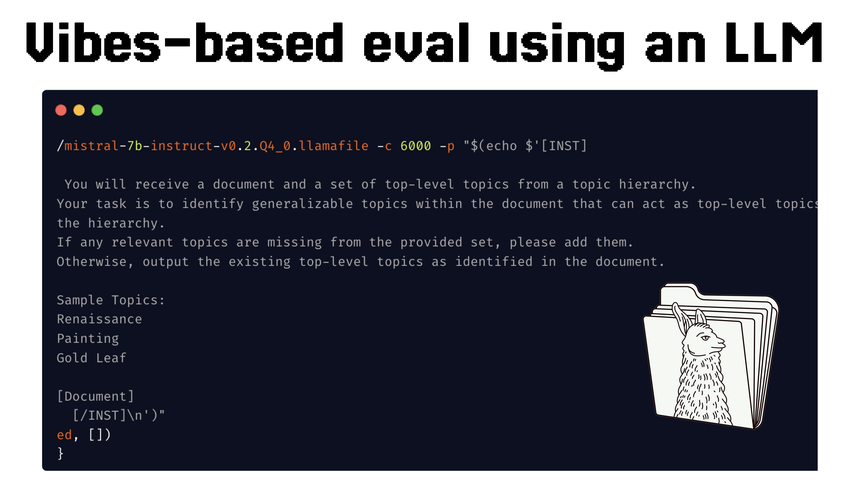 Vibes-based eval using an LLM
/mistral-7b-instruct-v0.2.Q4_0.llamafile -c 6000 -p "$(echo $'[INST]
You will receive a document and a set of top-level topics from a topic hierarchy.
Your task is to identify generalizable topics within the document that can act as top-level topics
the hierarchy.
If any relevant topics are missing from the provided set, please add them.
Otherwise, output the existing top-level topics as identified in the document.
Sample Topics:
Renaissance
Painting
Gold Leaf
[Document]
[/INST]\n')"
ed, [])
}